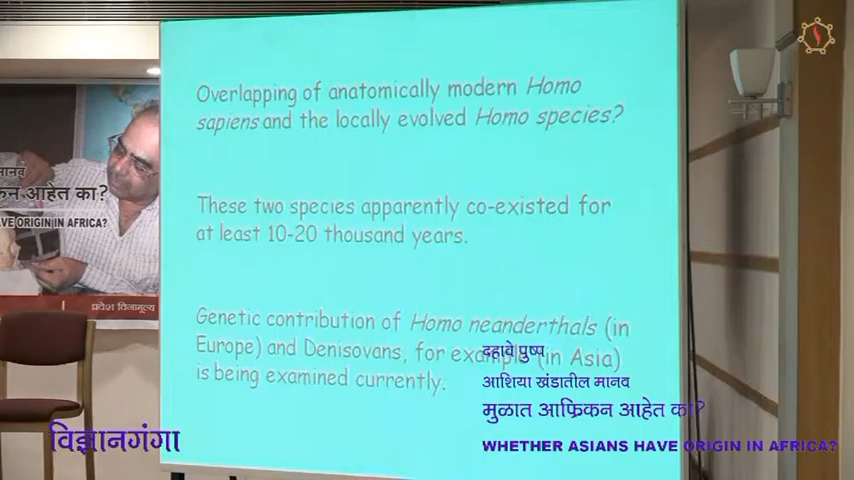 Overlapping of anatomically modern Homo
sapiens and the locally evolved Homo species?
These two species apparently co-existed for
at least 10-20 thousand years.
Genetic contribution of Homo neanderthals (in
Europe) and Denisovans, for example (in Asia)
is being examined currently.
मानव
कन आहेत का?
AVE ORIGIN IN AFRICA?
प्रवेश विनामूल्य
दहावे पुष्प
आशिया खंडातील मानव
मुळात आफ्रिकन आहेत का?
WHETHER ASIANS HAVE ORIGIN IN AFRICA?
विज्ञानगंगा